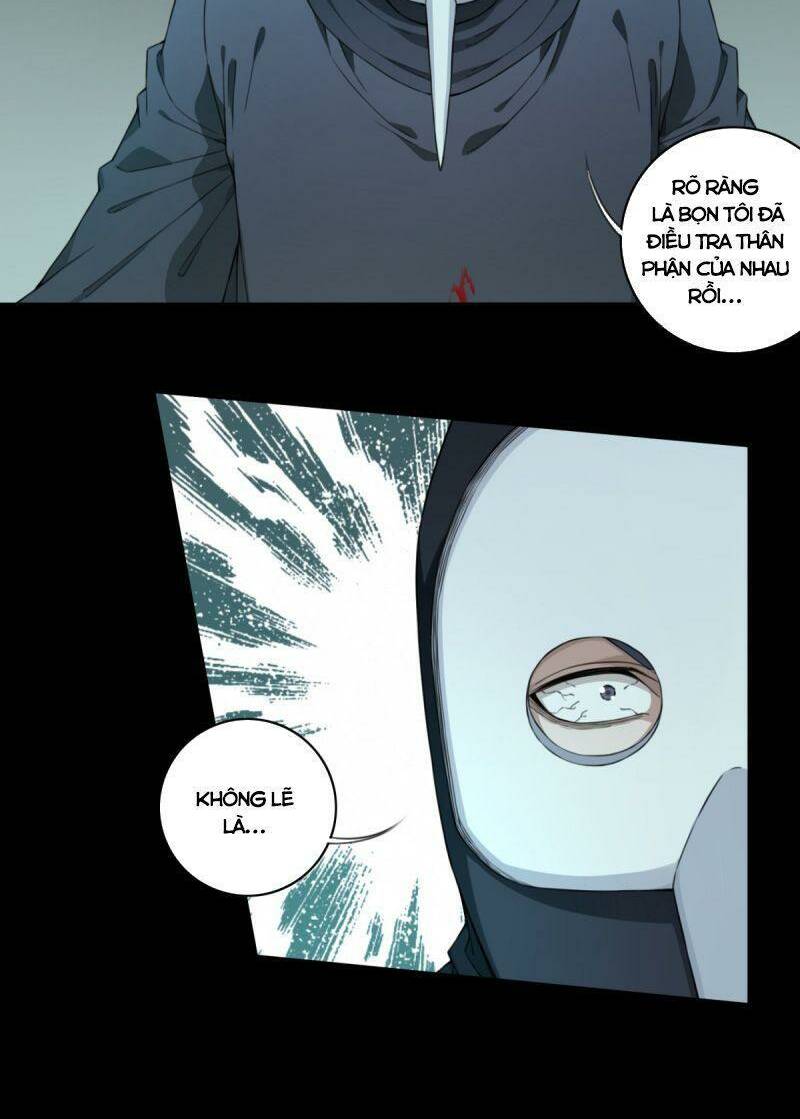 RÕ RÀNG
LÀ BỌN TÔI ĐÃ
ĐIỀU TRA THÂN
PHẬN CỦA NHAU
RỒI...
KHÔNG LẼ
LÀ...